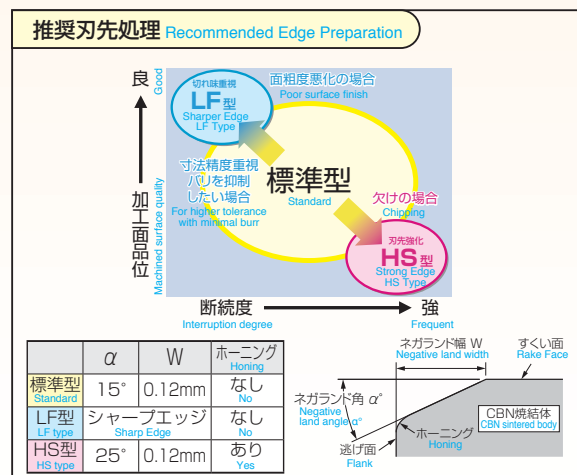 推奨刃先処理 Recommended Edge Preparation
良 Good
加工面品位 Machined surface quality
切れ味重視
LF型
Sharper Edge
LF Type
面粗度悪化の場合
Poor surface finish
寸法精度重視
バリを抑制
したい場合
For higher tolerance
with minimal burr
標準型
Standard
欠けの場合
Chipping
刃先強化
HS型
Strong Edge
HS Type
断続度 強
Interruption degree Frequent
α W ホーニング
Honing
標準型 15° 0.12mm なし
Standard No
LF型 シャープエッジ なし
LF type Sharp Edge No
HS型 25° 0.12mm あり
HS type Yes
ネガランド幅 W
Negative land width
すくい面
Rake Face
ネガランド角 α°
Negative
land angle α°
CBN焼結体
CBN sintered body
ホーニング
Honing
逃げ面
Flank